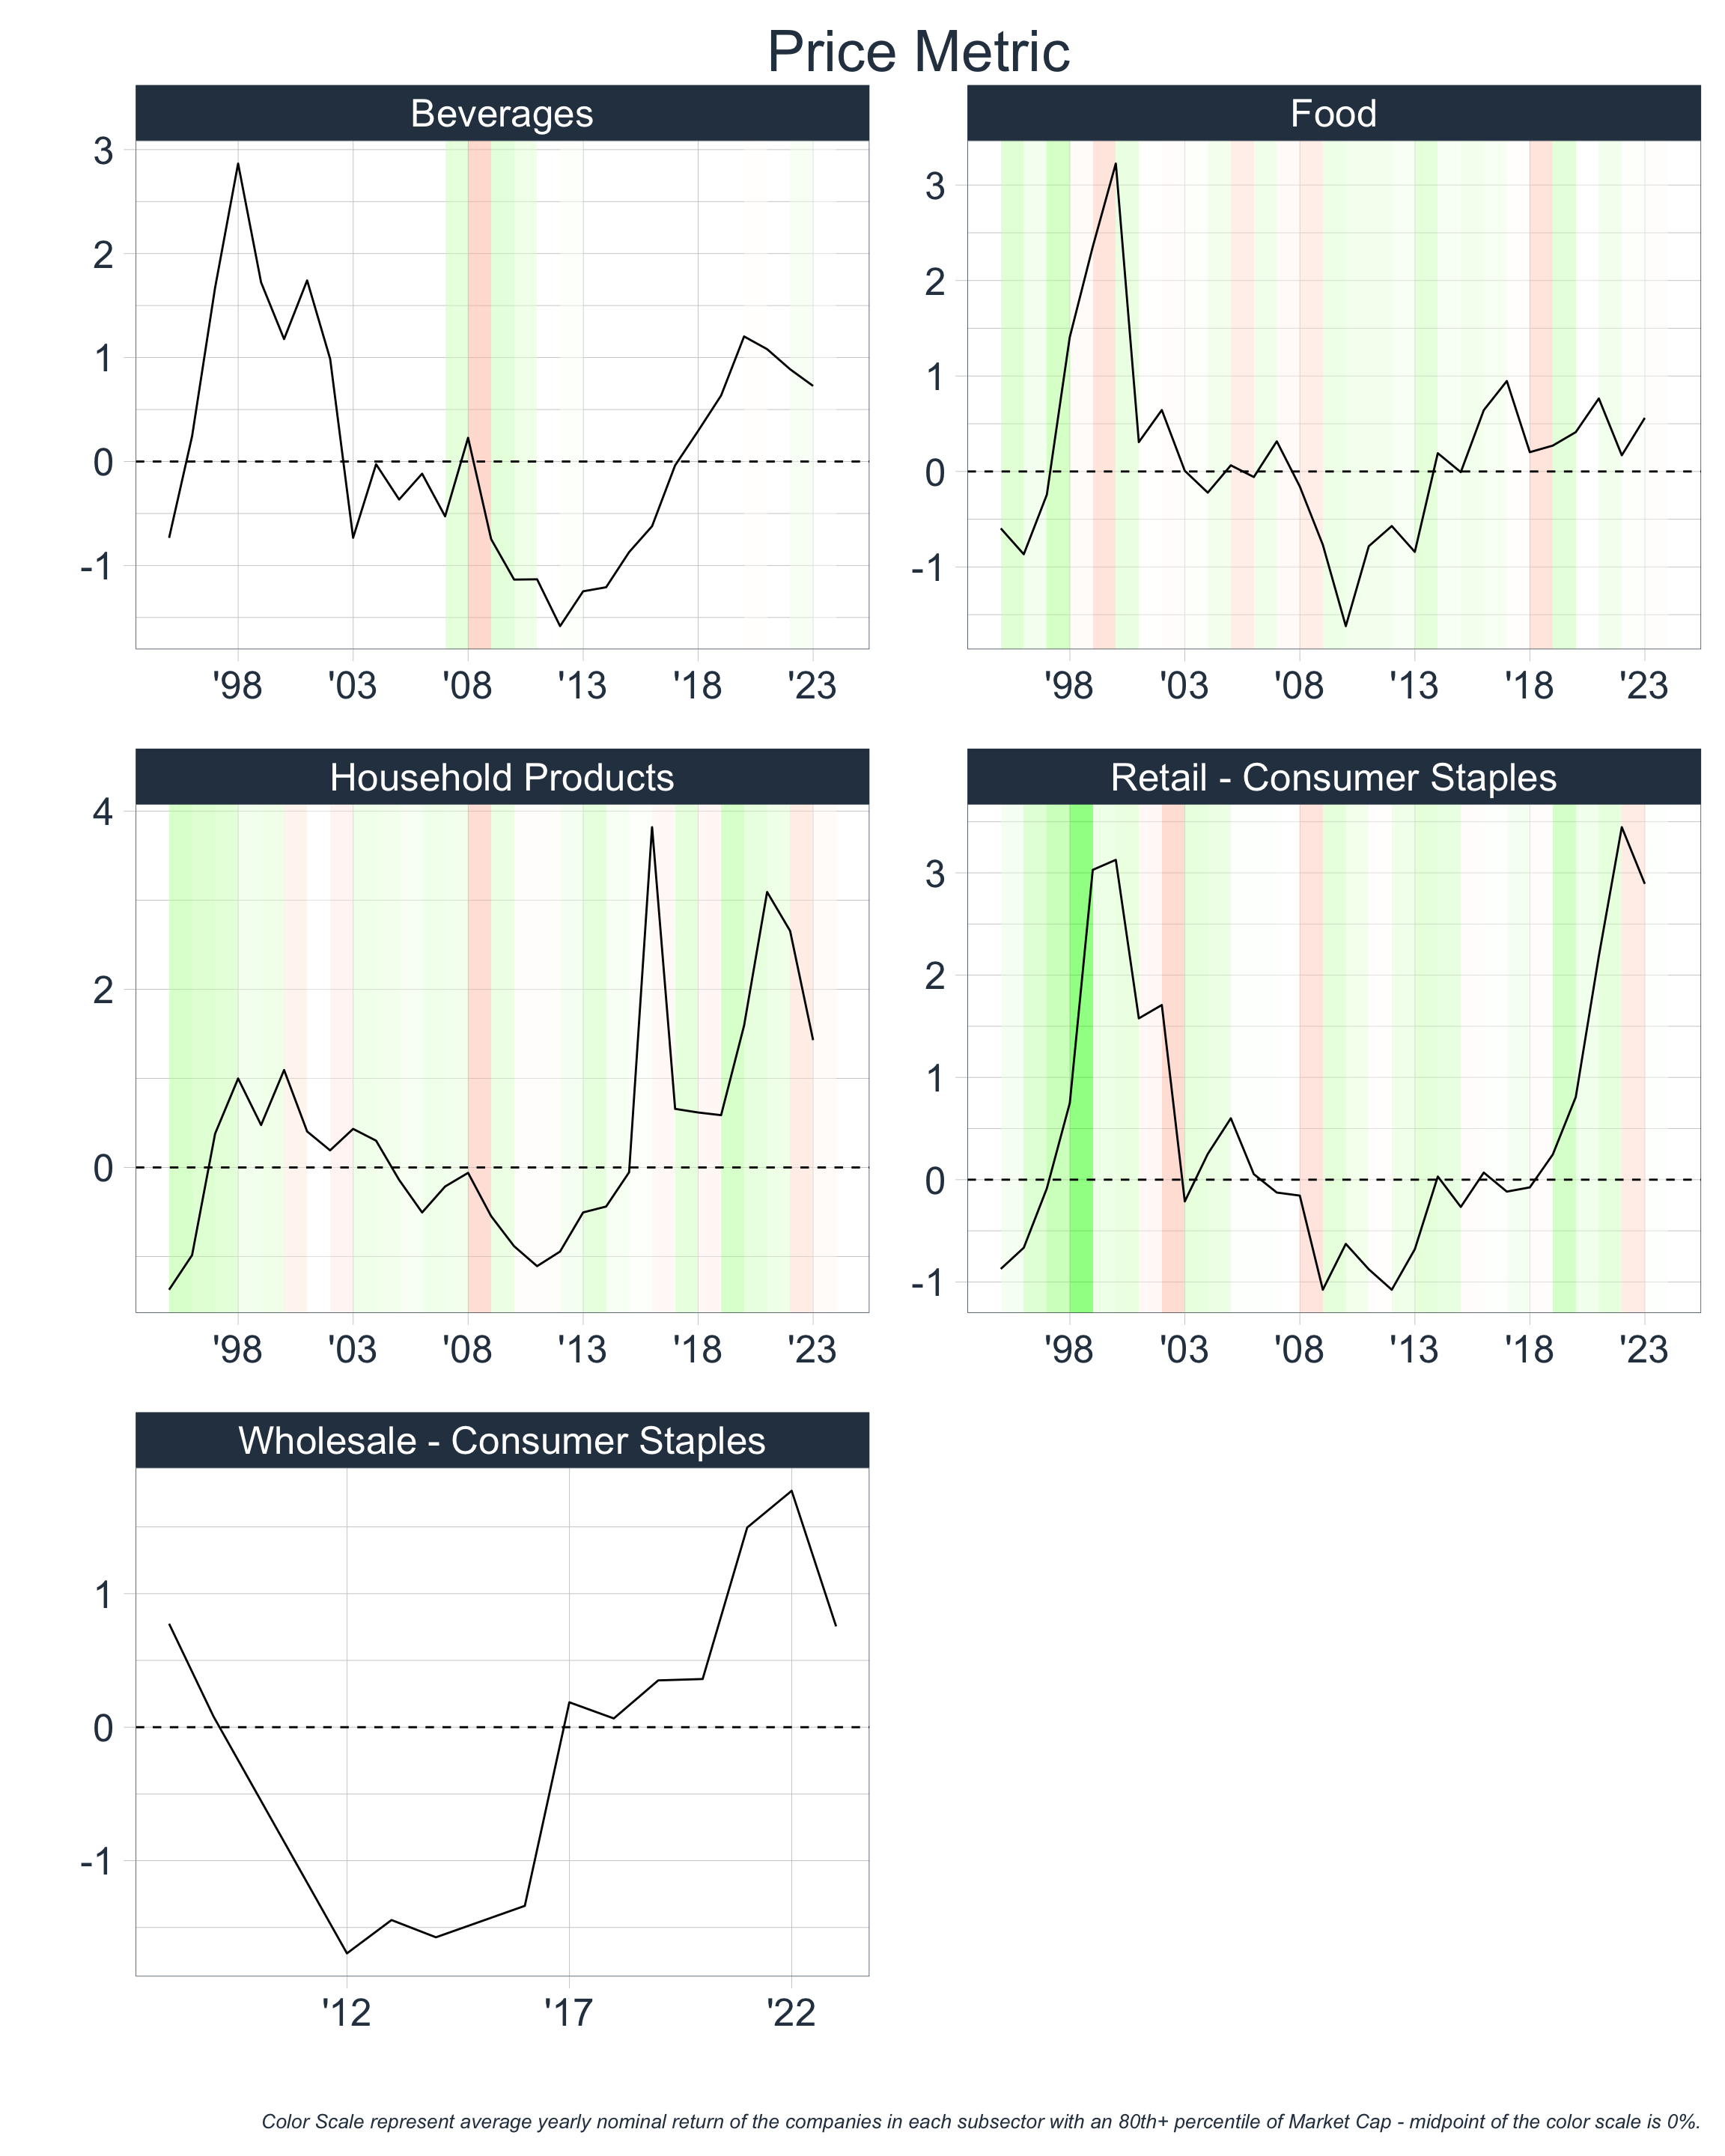 Price Metric
Beverages
3
2
1
0
-1
'98 '03 '08 '13 '18 '23
Food
3
2
1
0
-1
'98 '03 '08 '13 '18 '23
Household Products
4
2
0
'98 '03 '08 '13 '18 '23
Retail - Consumer Staples
3
2
1
0
-1
'98 '03 '08 '13 '18 '23
Wholesale - Consumer Staples
1
0
-1
'12 '17 '22
Color Scale represent average yearly nominal return of the companies in each subsector with an 80th+ percentile of Market Cap - midpoint of the color scale is 0%.